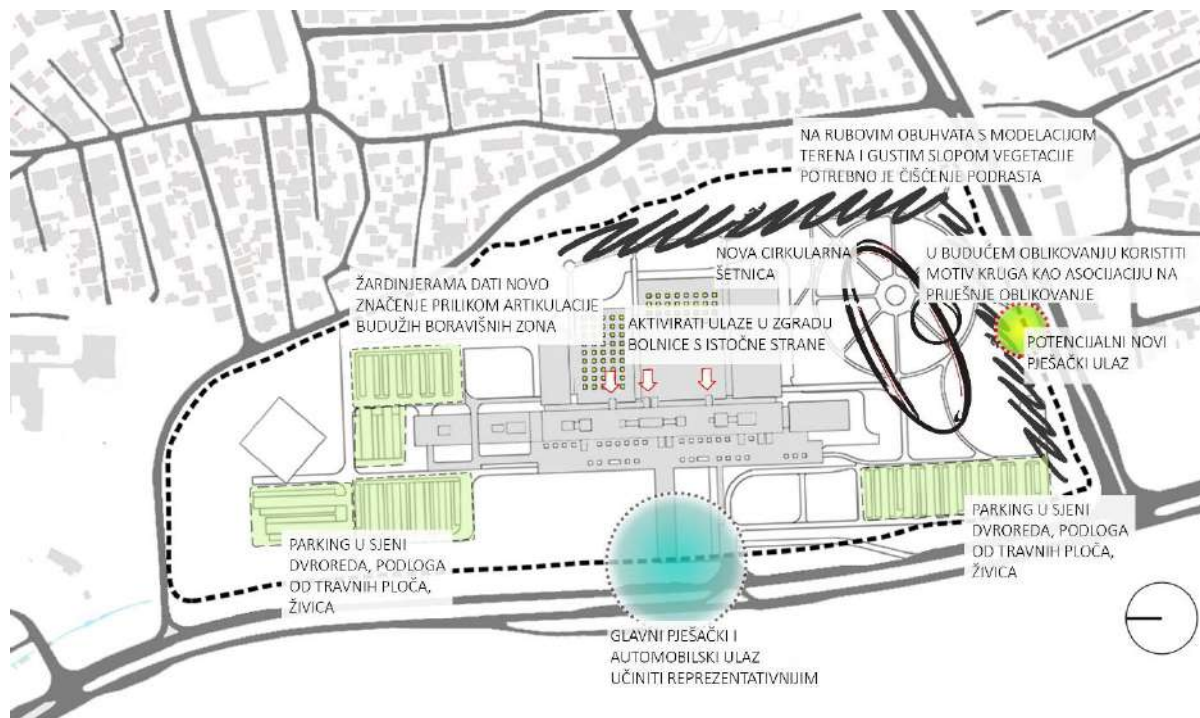 NA RUBOVIM OBUHVATA S MODELACIJOM
TERENA I GUSTIM SLOPOM VEGETACIJE
POTREBNO JE ČIŠĆENJE PODRASTA
NOVA CIRKULARNA
ŠETNICA
U BUDUĆEM OBLIKOVANJU KORISTITI
MOTIV KRUGA KAO ASOCIJACIJU NA
PRIJEŠNJE OBLIKOVANJE
ŽARDINJERAMA DATI NOVO
ZNAČENJE PRILIKOM ARTIKULACIJE
BUDUŽIH BORAVIŠNIH ZONA
AKTIVIRATI ULAZE U ZGRADU
BOLNICE S ISTOČNE STRANE
POTENCIJALNI NOVI
PJEŠAČKI ULAZ
PARKING U SJENI
DVROREDA, PODLOGA
OD TRAVNIH PLOČA,
ŽIVICA
PARKING U SJENI
DVROREDA, PODLOGA
OD TRAVNIH PLOČA,
ŽIVICA
GLAVNI PJEŠAČKI I
AUTOMOBILSKI ULAZ
UČINITI REPREZENTATIVNIJIM